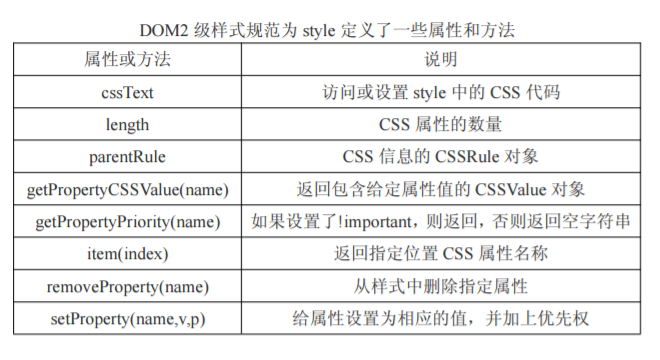 DOM2 级样式规范为 style 定义了一些属性和方法
属性或方法 说明
cssText 访问或设置 style 中的 CSS 代码
length CSS 属性的数量
parentRule CSS 信息的 CSSRule 对象
getPropertyCSSValue(name) 返回包含给定属性值的 CSSValue 对象
getPropertyPriority(name) 如果设置了!important，则返回，否则返回空字符串
item(index) 返回指定位置 CSS 属性名称
removeProperty(name) 从样式中删除指定属性
setProperty(name,v,p) 给属性设置为相应的值，并加上优先权